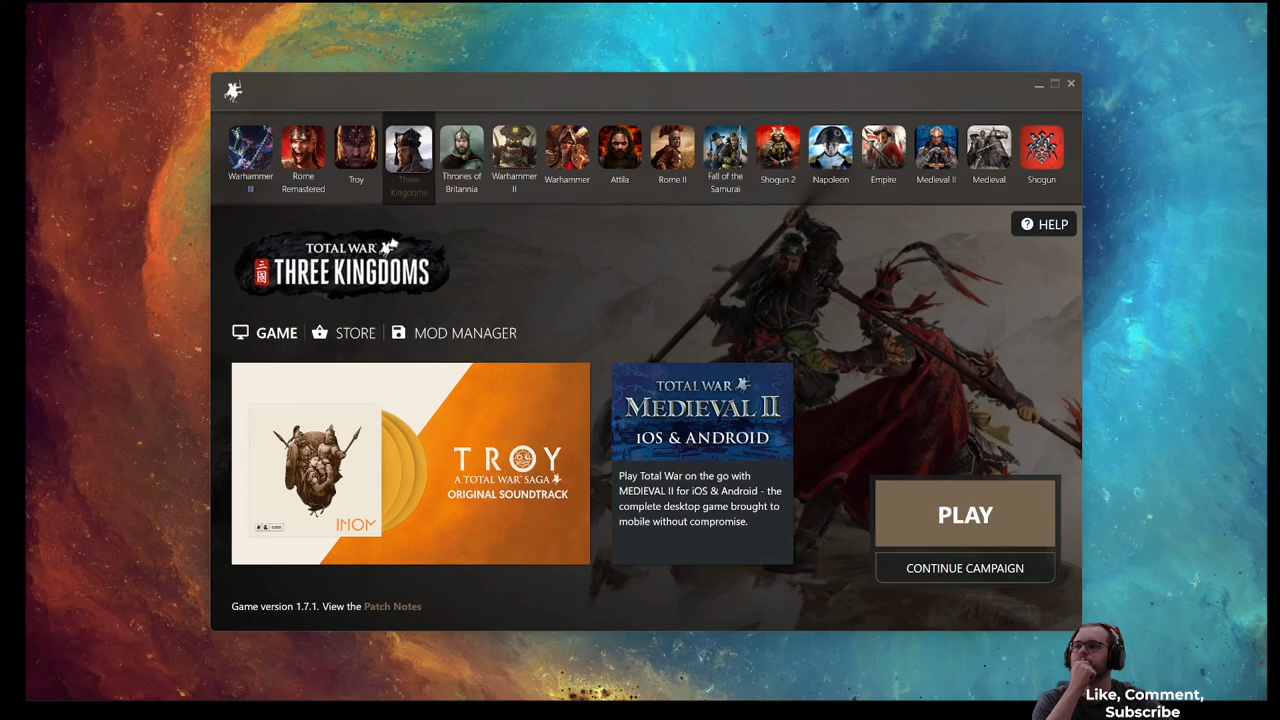 Warhammer
III
Rome
Remastered
Troy
Three
Kingdoms
Thrones of
Britannia
Warhammer
II
Warhammer
Attila
Rome II
Fall of the
Samurai
Shogun 2
Napoleon
Empire
Medieval II
Medieval
Shogun
HELP
TOTAL WAR
三國
THREE KINGDOMS
GAME
STORE
MOD MANAGER
TROY
A TOTAL WAR SAGA
ORIGINAL SOUNDTRACK
TOTAL WAR
MEDIEVAL II
iOS & ANDROID
Play Total War on the go with
MEDIEVAL II for iOS & Android - the
complete desktop game brought to
mobile without compromise.
PLAY
CONTINUE CAMPAIGN
Game version 1.7.1. View the Patch Notes
Like, Comment,
Subscribe